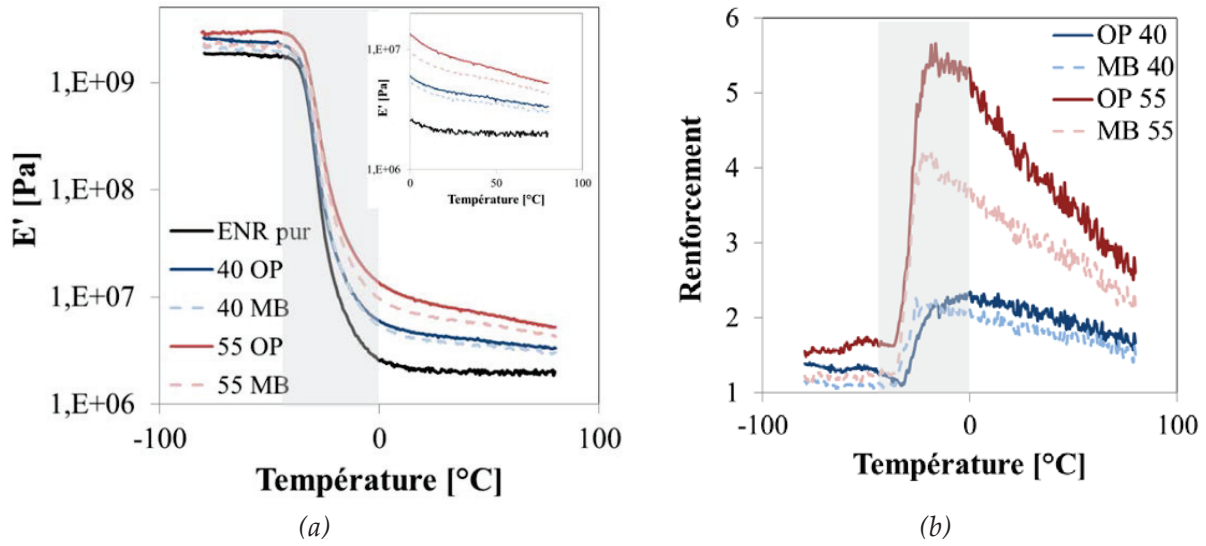 1,E+09
1,E+08
1,E+07
1,E+06
E' [Pa]
-100
0
100
Température [°C]
ENR pur
40 OP
40 MB
55 OP
55 MB
1,E+07
1,E+06
E' [Pa]
0
50
100
Température [°C]
(a)
6
5
4
3
2
1
Renforcement
-100
0
100
Température [°C]
OP 40
MB 40
OP 55
MB 55
(b)